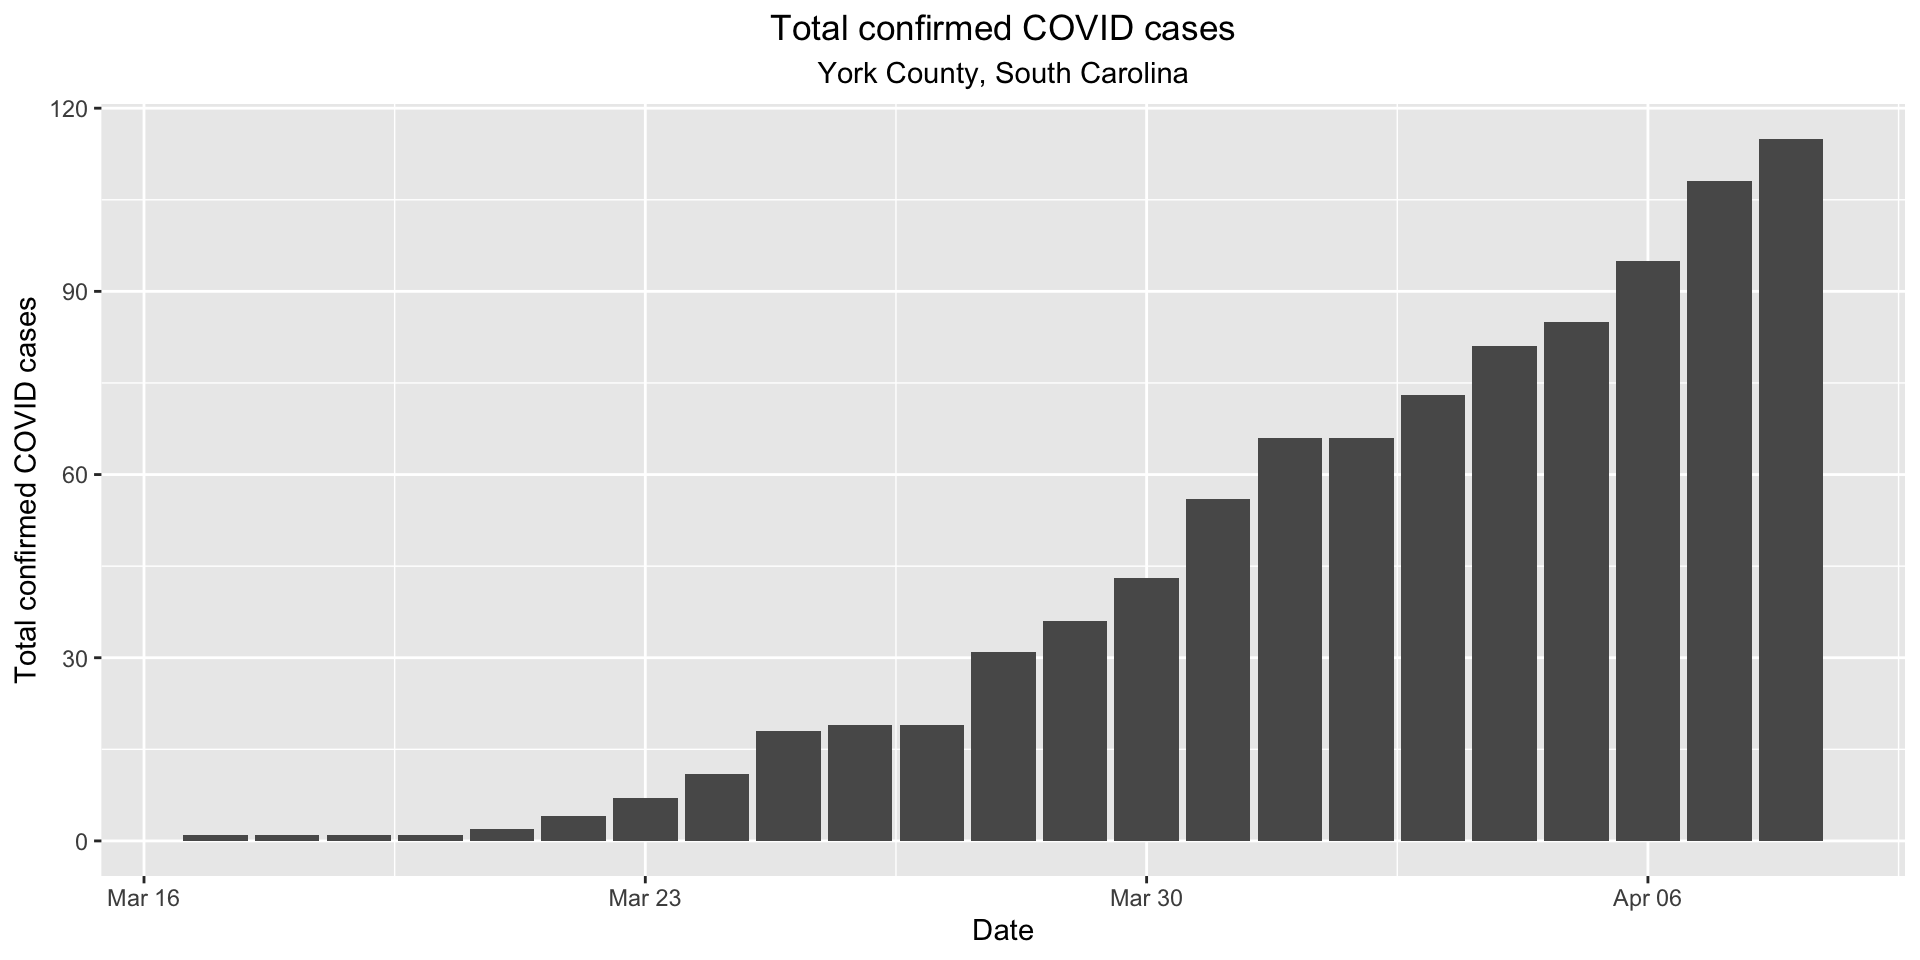 Total confirmed COVID cases
York County, South Carolina
Total confirmed COVID cases
120
90
60
30
0
Mar 16 Mar 23 Mar 30 Apr 06
Date